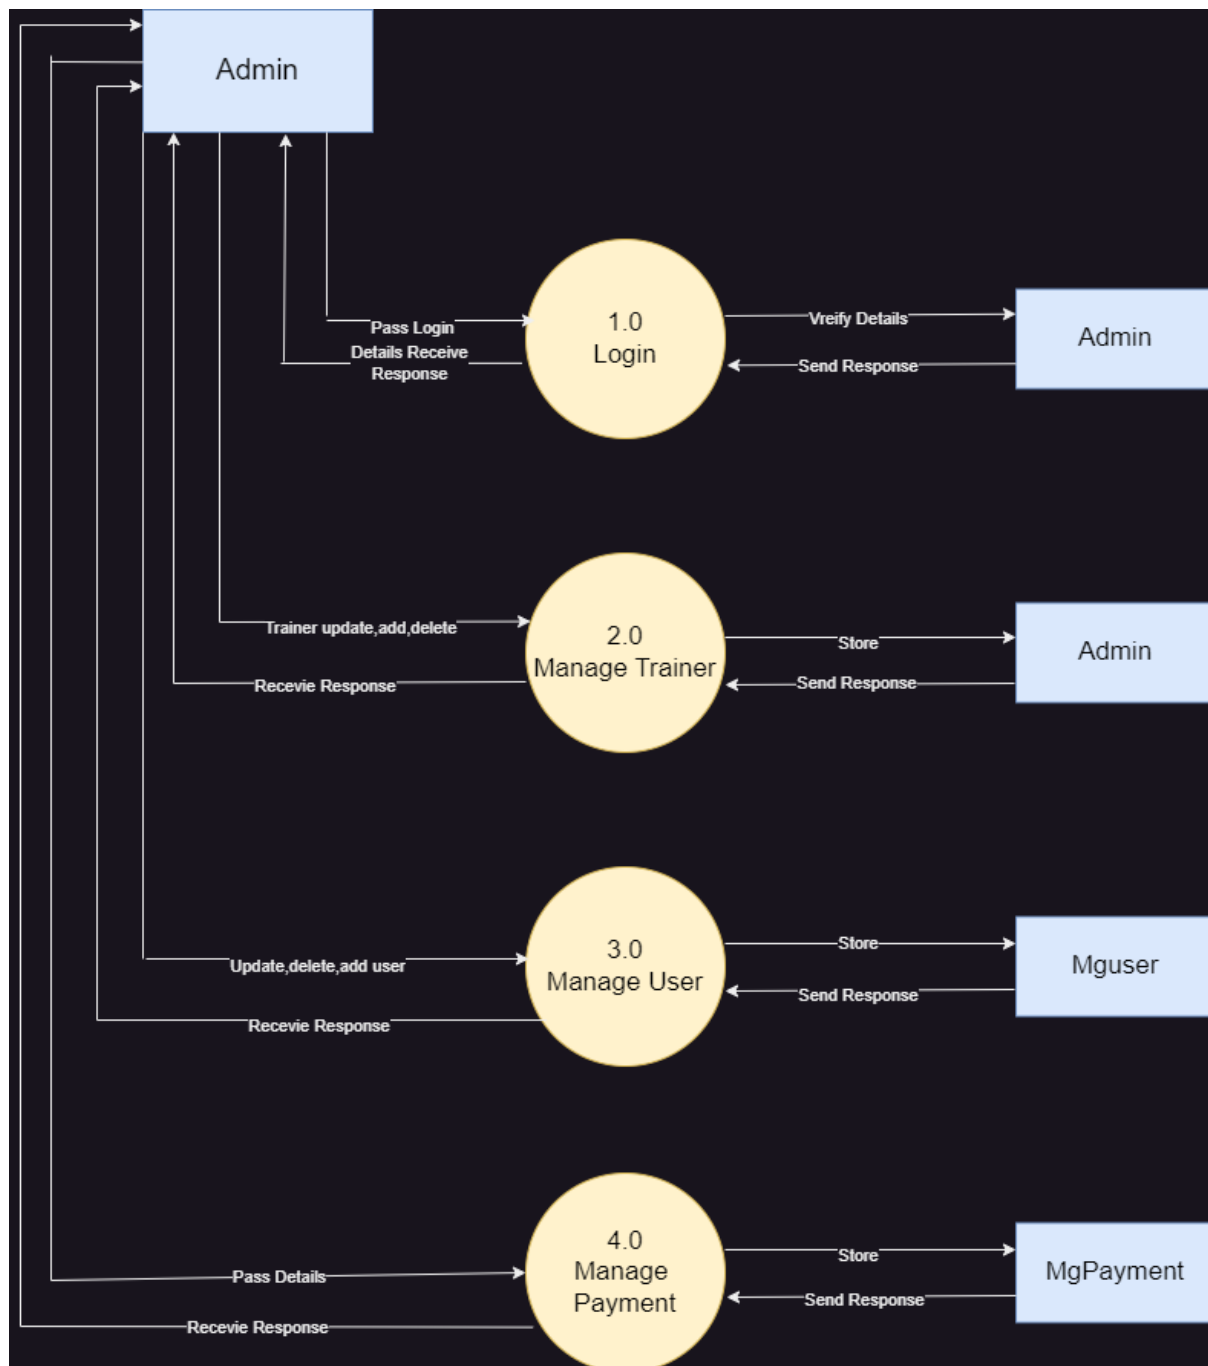 Admin
Pass Login
Details Receive
Response
1.0
Login
Vreify Details
Send Response
Admin
Trainer update,add,delete
Recevie Response
2.0
Manage Trainer
Store
Send Response
Admin
Update,delete,add user
Recevie Response
3.0
Manage User
Store
Send Response
Mguser
Pass Details
Recevie Response
4.0
Manage
Payment
Store
Send Response
MgPayment